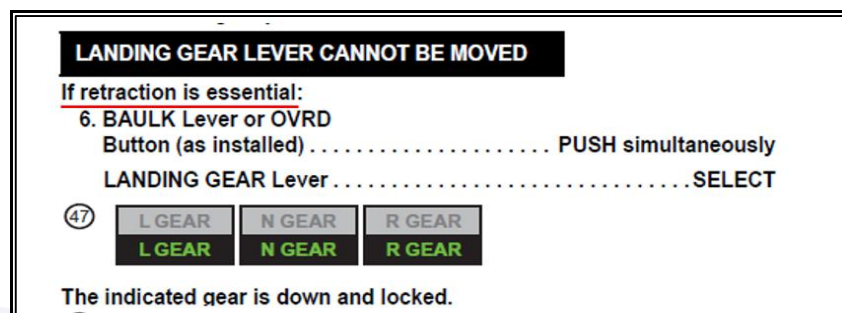 LANDING GEAR LEVER CANNOT BE MOVED
If retraction is essential:
6. BAULK Lever or OVRD
Button (as installed) . . . . . . . . . . . . . . . . . . . . . . PUSH simultaneously
LANDING GEAR Lever . . . . . . . . . . . . . . . . . . . . . . . . . . . . . . . SELECT
47 L GEAR N GEAR R GEAR
L GEAR N GEAR R GEAR
The indicated gear is down and locked.